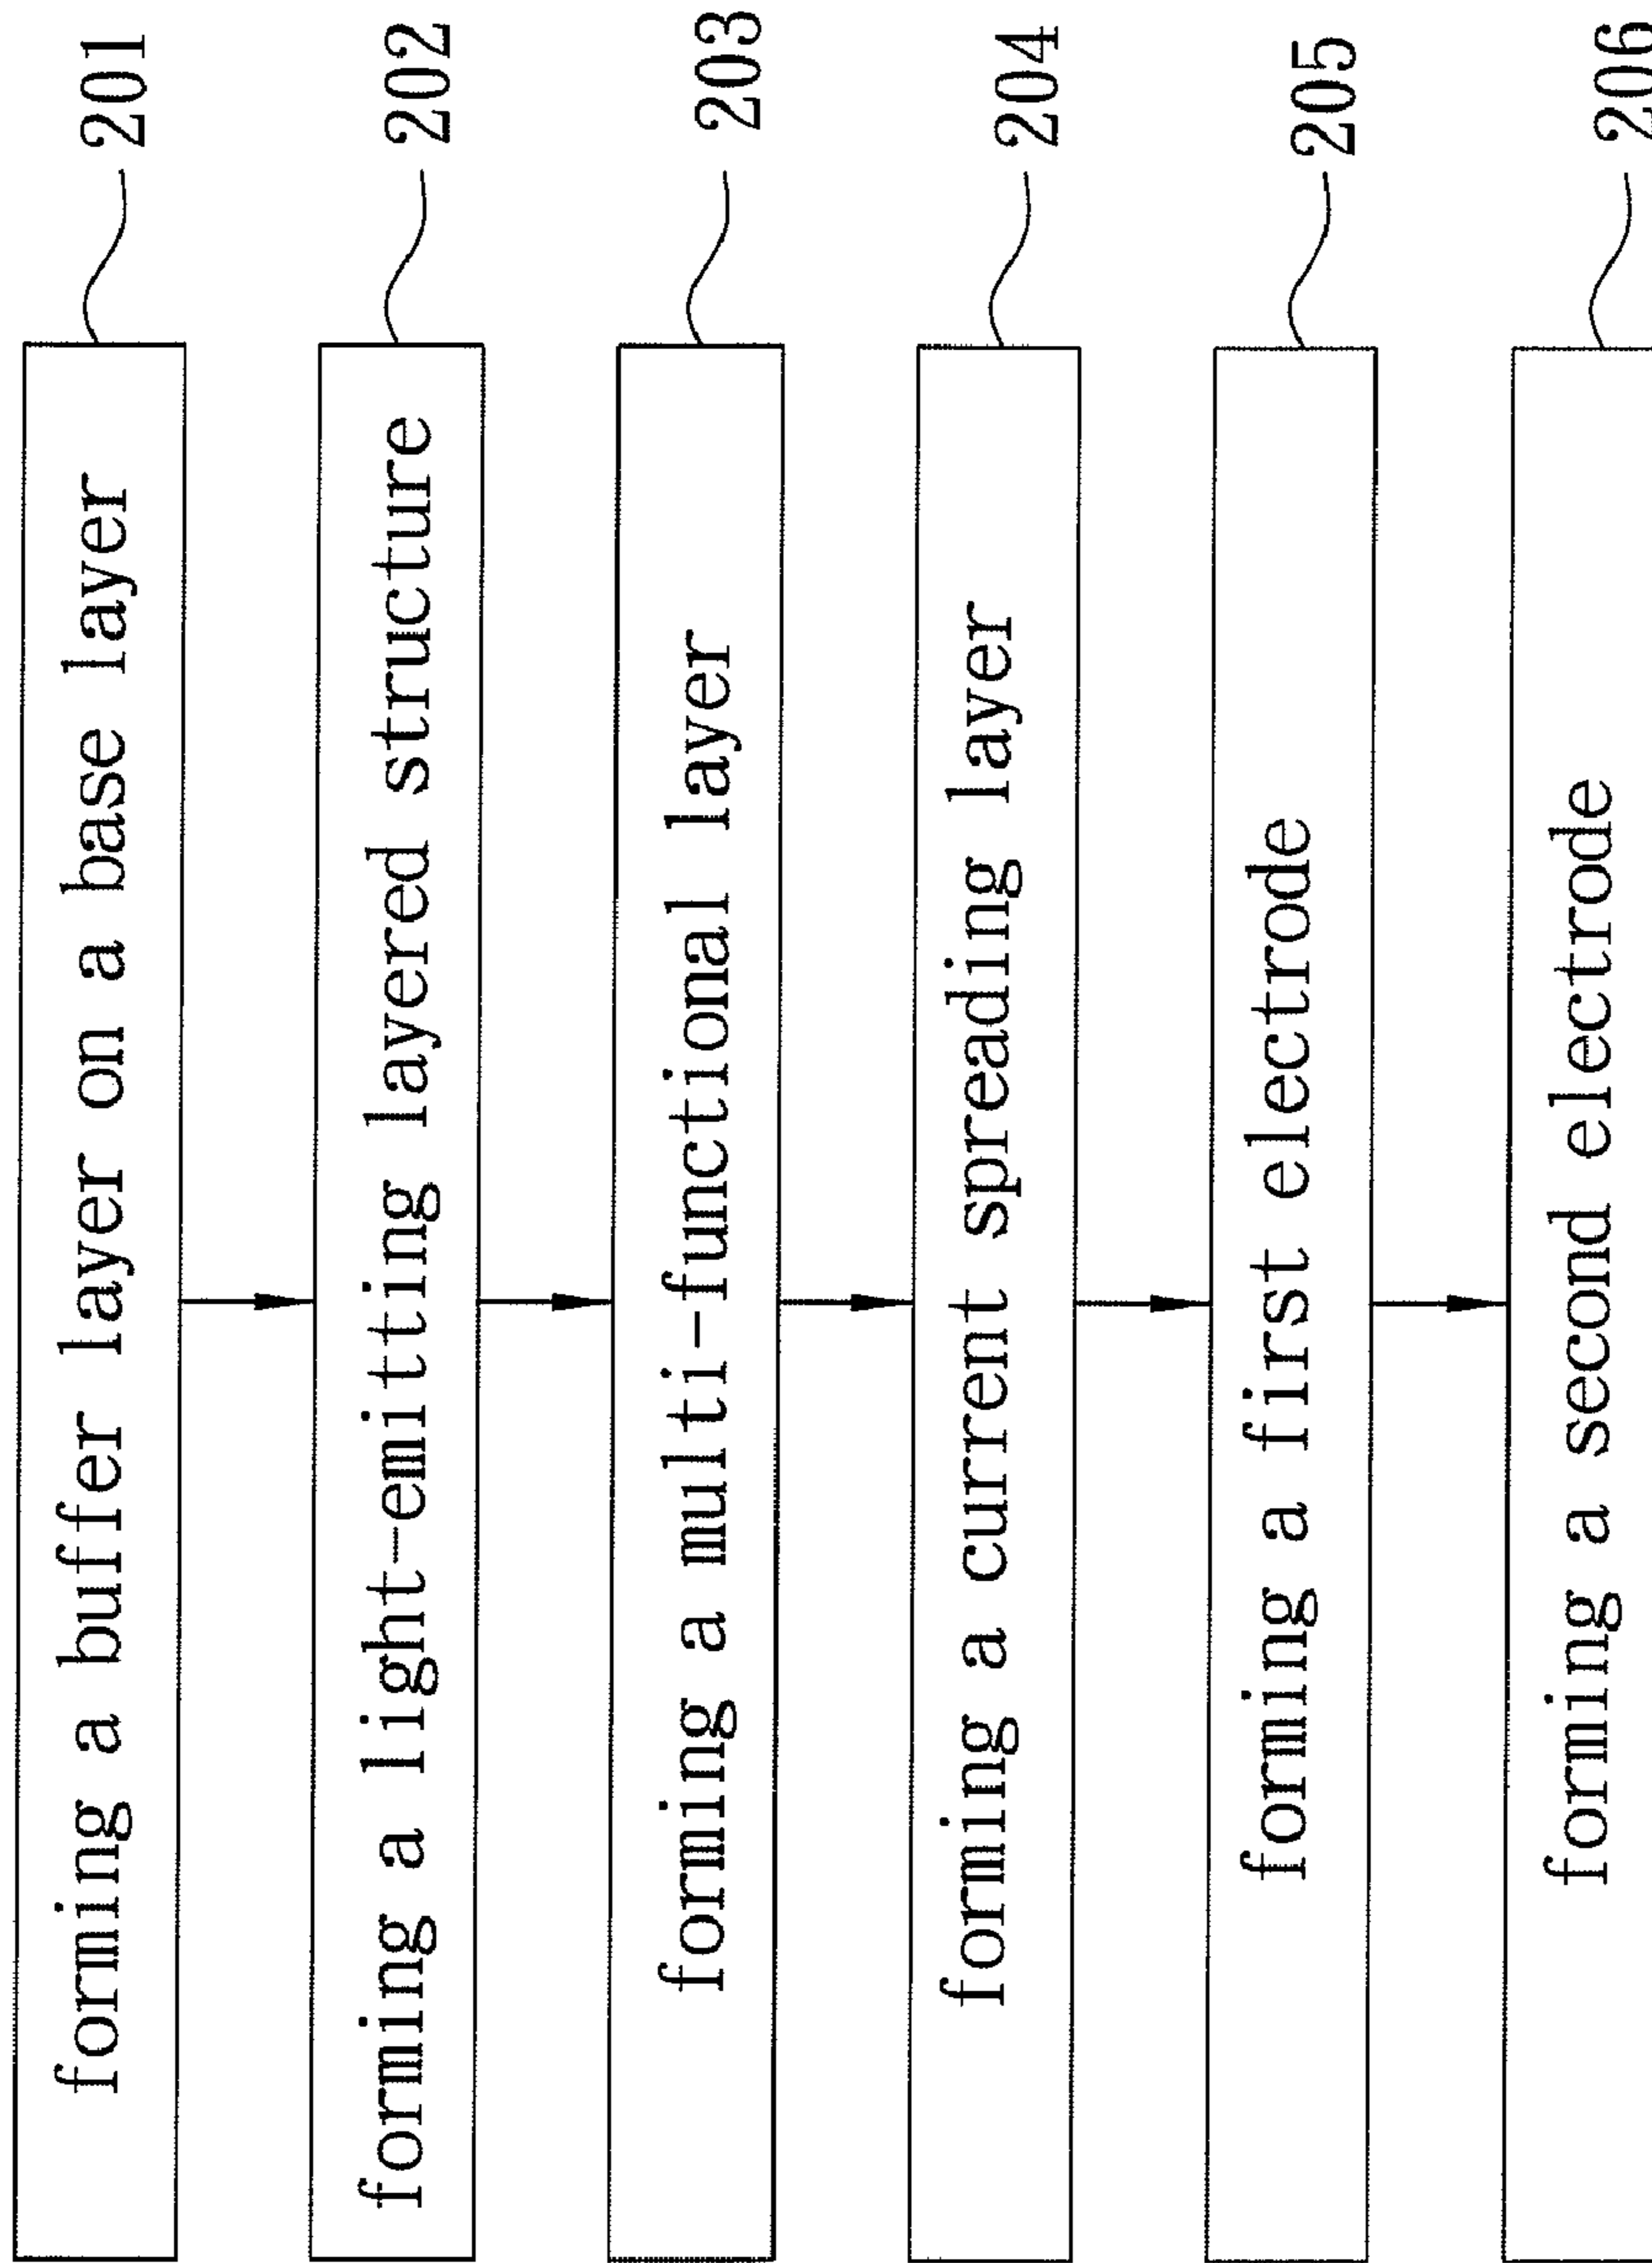 forming a buffer layer on a base layer 201
forming a light-emitting layered structure 202
forming a multi-functional layer 203
forming a current spreading layer 204
forming a first electrode 205
forming a second electrode 206